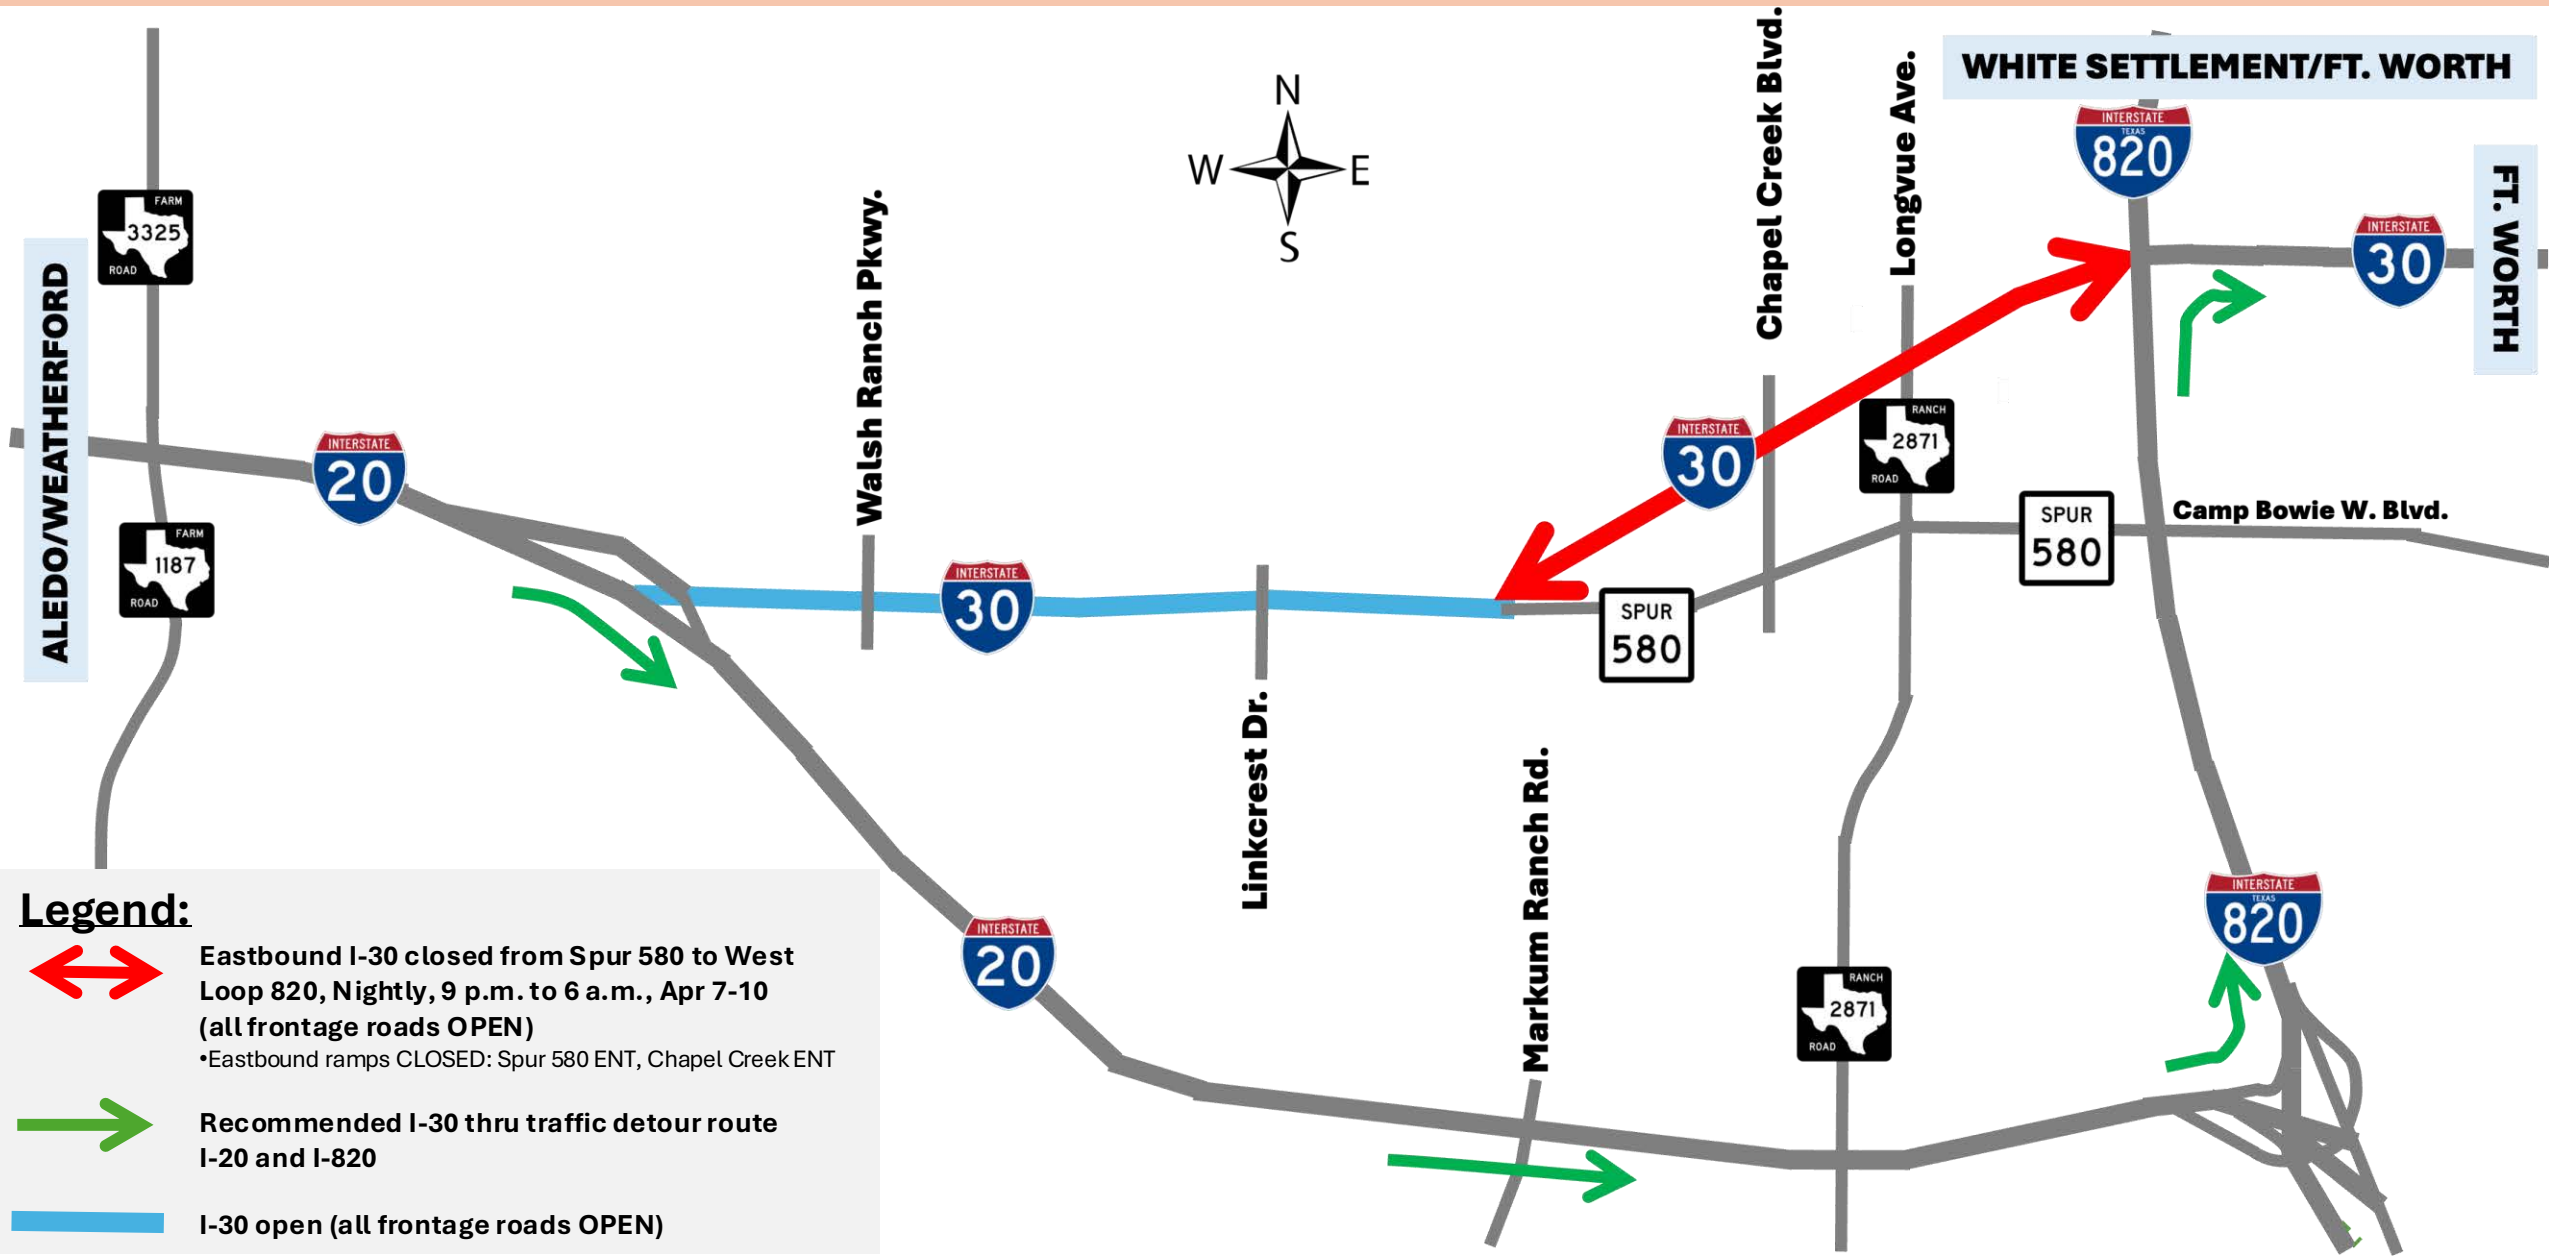 WHITE SETTLEMENT/FT. WORTH
FT. WORTH
ALEDO/WEATHERFORD
N
W
E
S
Chapel Creek Blvd.
Longvue Ave.
Walsh Ranch Pkwy.
Linkcrest Dr.
Markum Ranch Rd.
Camp Bowie W. Blvd.
INTERSTATE
TEXAS
820
INTERSTATE
30
FARM
3325
ROAD
INTERSTATE
20
FARM
1187
ROAD
INTERSTATE
30
INTERSTATE
30
RANCH
2871
ROAD
SPUR
580
SPUR
580
INTERSTATE
TEXAS
820
INTERSTATE
20
RANCH
2871
ROAD
Legend:
Eastbound I-30 closed from Spur 580 to West
Loop 820, Nightly, 9 p.m. to 6 a.m., Apr 7-10
(all frontage roads OPEN)
•Eastbound ramps CLOSED: Spur 580 ENT, Chapel Creek ENT
Recommended I-30 thru traffic detour route
I-20 and I-820
I-30 open (all frontage roads OPEN)